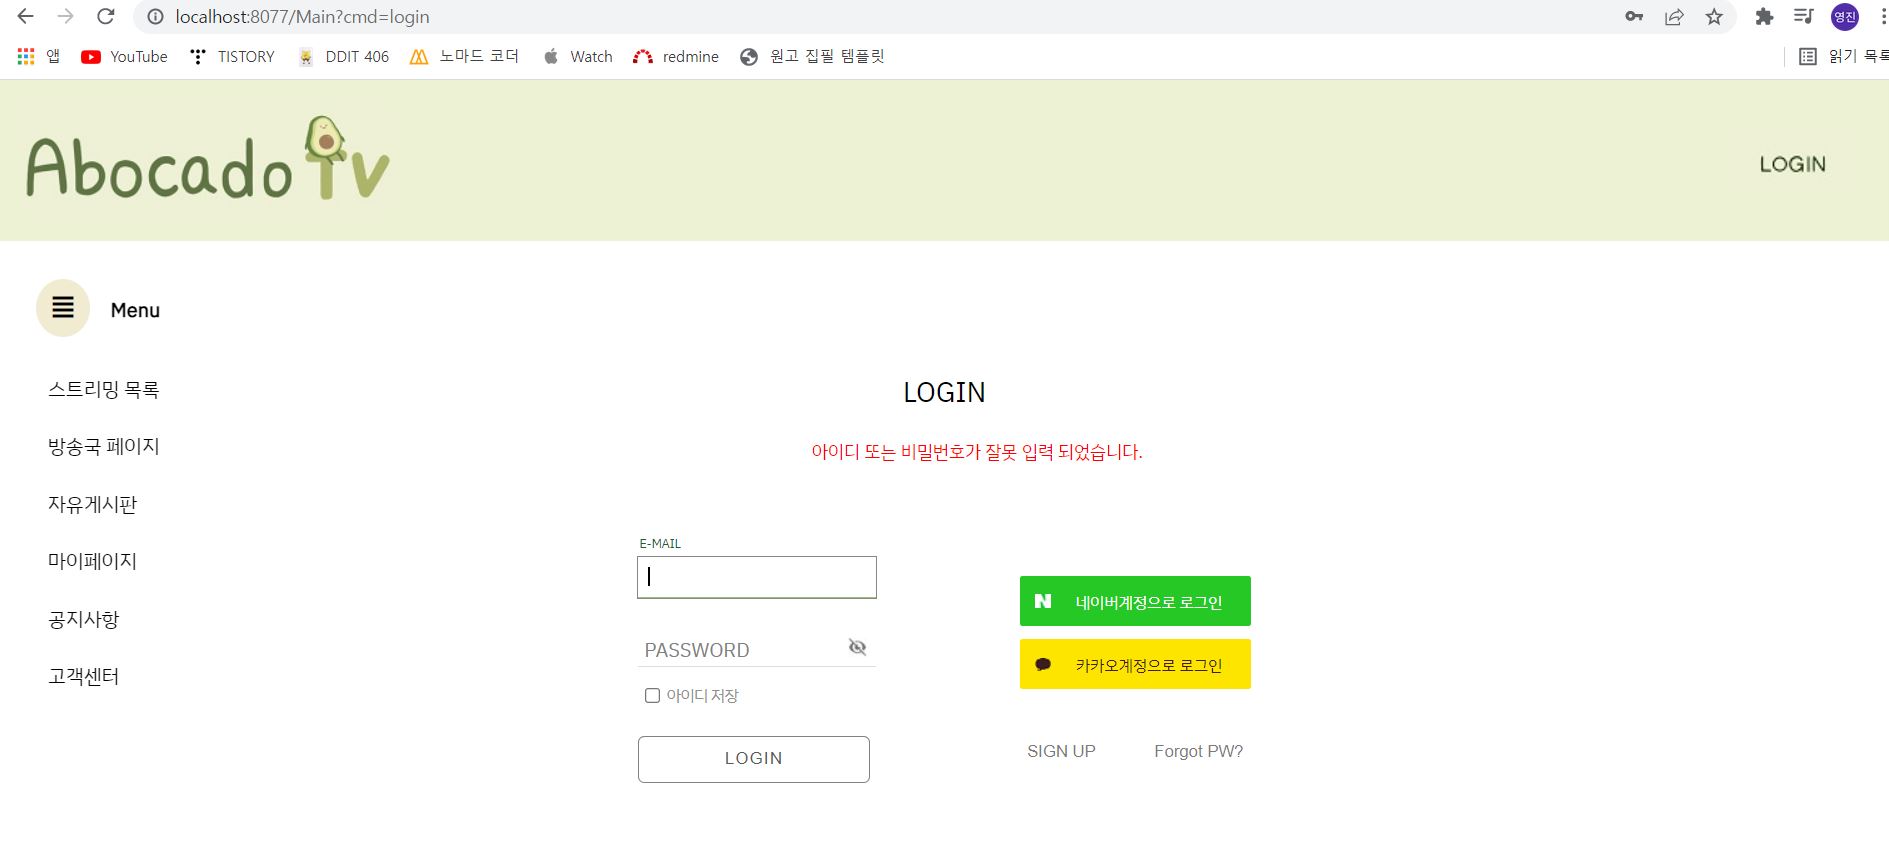 localhost:8077/Main?cmd=login
영진
앱 YouTube TISTORY DDIT 406 노마드 코더 Watch redmine 원고 집필 템플릿 읽기 목록
Abocado Tv
LOGIN
Menu
스트리밍 목록
방송국 페이지
자유게시판
마이페이지
공지사항
고객센터
LOGIN
아이디 또는 비밀번호가 잘못 입력 되었습니다.
E-MAIL
PASSWORD
아이디 저장
LOGIN
N 네이버계정으로 로그인
카카오계정으로 로그인
SIGN UP Forgot PW?